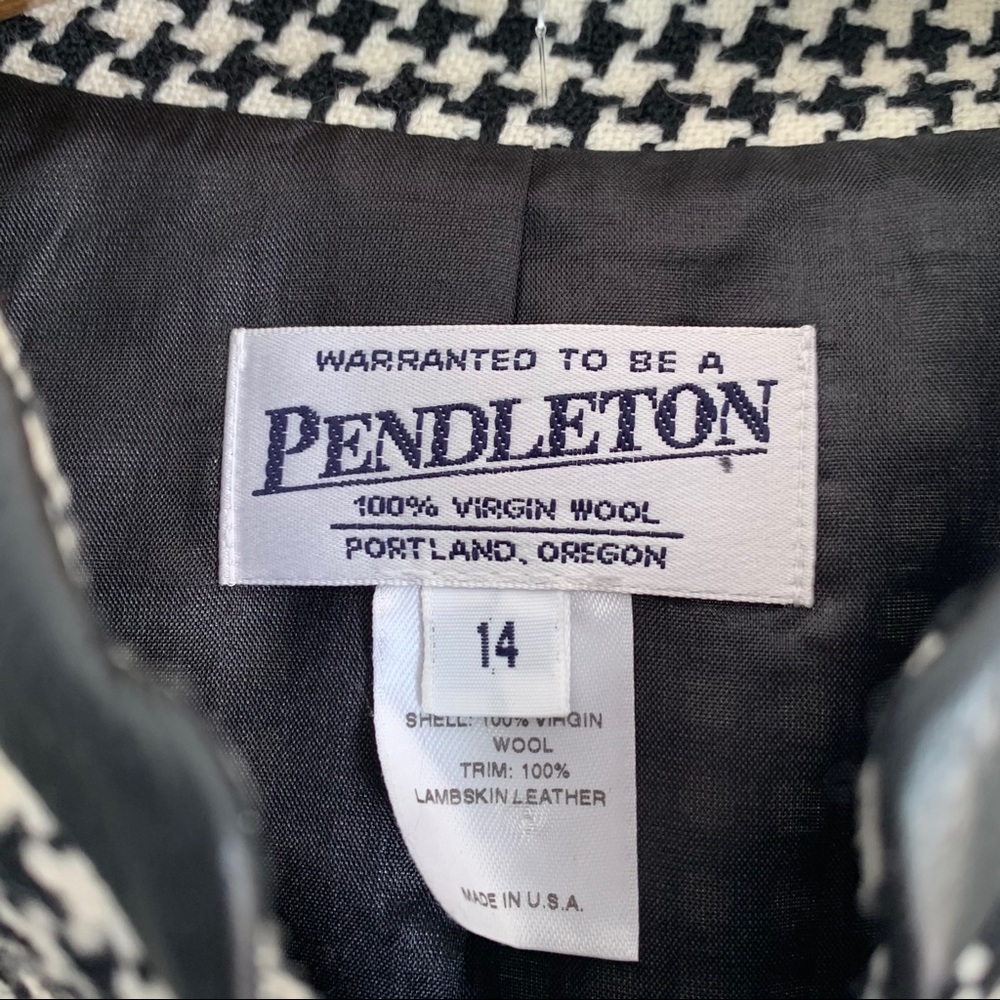 WARRANTED TO BE A
PENDLETON
100% VIRGIN WOOL
PORTLAND, OREGON
14
SHELL: 100% VIRGIN
WOOL
TRIM: 100%
LAMBSKIN LEATHER
MADE IN U.S.A.